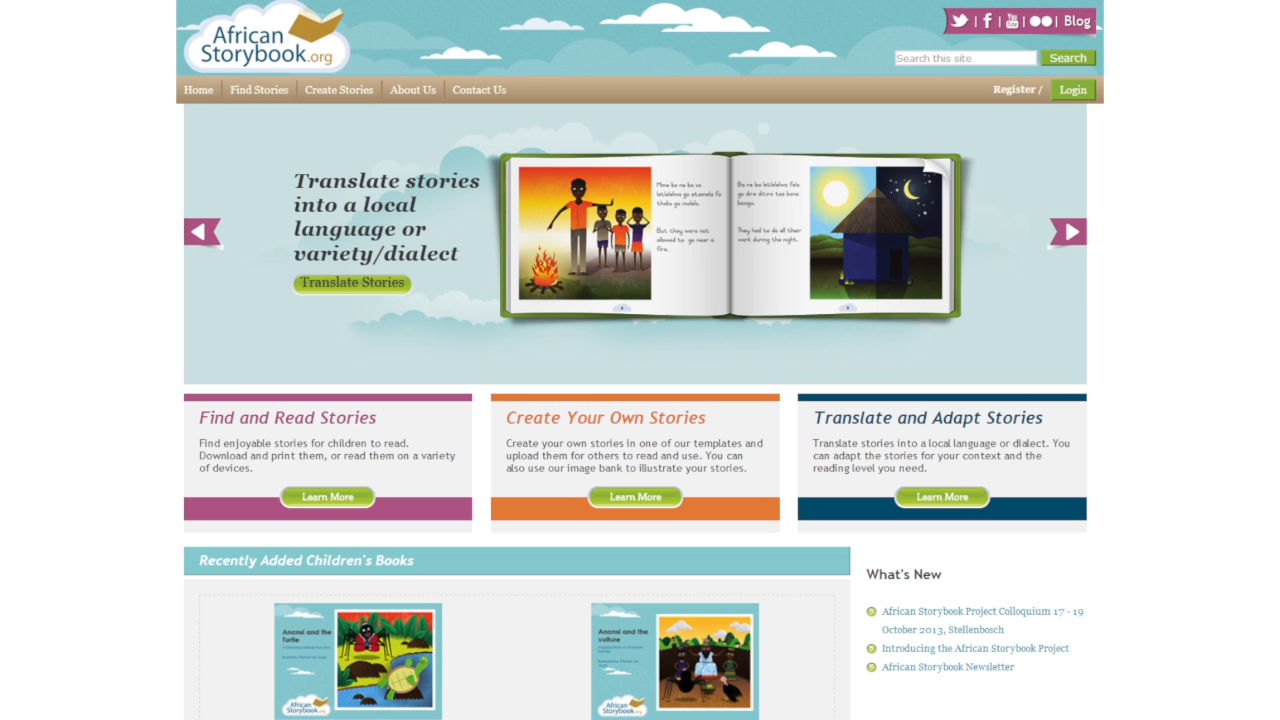 African
Storybook.org
| | | | Blog
Search this site
Search
Home
Find Stories
Create Stories
About Us
Contact Us
Register /
Login
Translate stories
into a local
language or
variety/dialect
Translate Stories
But they were not
allowed to go near a
fire.
They had to do all their
work during the night.
Find and Read Stories
Find enjoyable stories for children to read.
Download and print them, or read them on a variety
of devices.
Learn More
Create Your Own Stories
Create your own stories in one of our templates and
upload them for others to read and use. You can
also use our image bank to illustrate your stories.
Learn More
Translate and Adapt Stories
Translate stories into a local language or dialect. You
can adapt the stories for your context and the
reading level you need.
Learn More
Recently Added Children's Books
Anansi and the
Turtle
African
Storybook.org
Anansi and the
vulture
African
Storybook.org
What's New
African Storybook Project Colloquium 17 - 19
October 2013, Stellenbosch
Introducing the African Storybook Project
African Storybook Newsletter